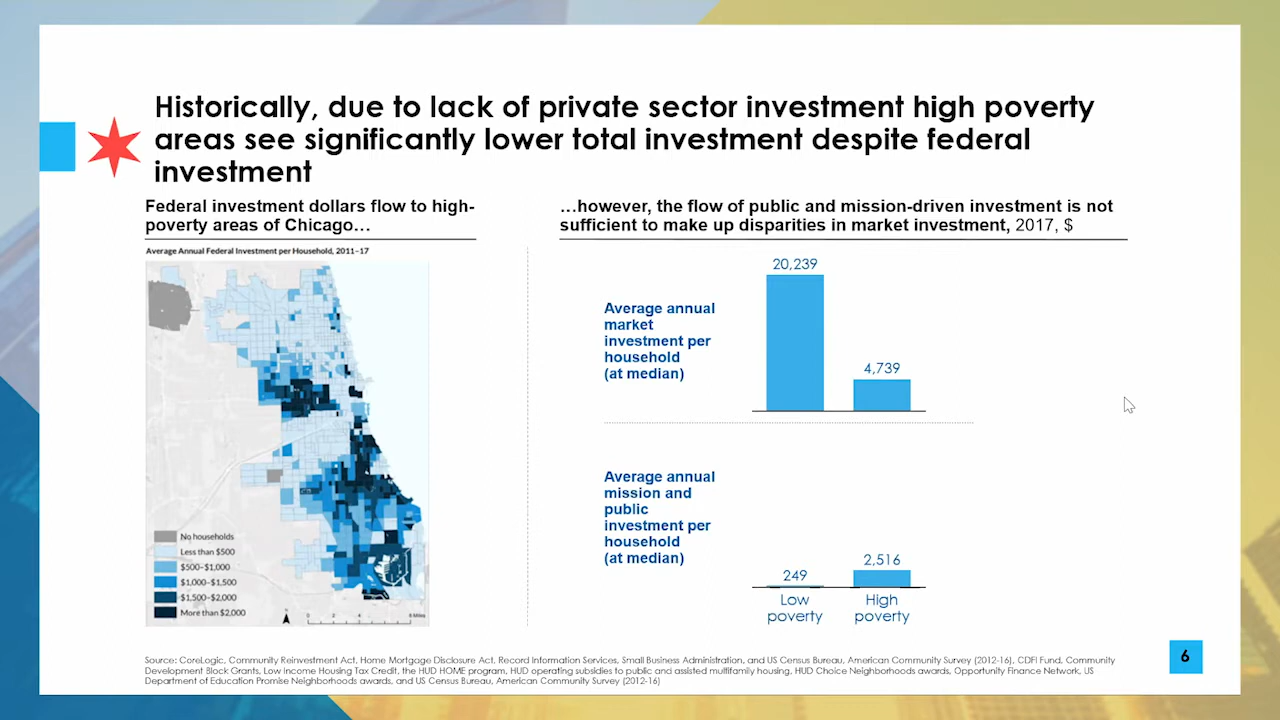 Historically, due to lack of private sector investment high poverty
areas see significantly lower total investment despite federal
investment
Federal investment dollars flow to high-
poverty areas of Chicago…
Average Annual Federal Investment per Household, 2011–17
No households
Less than $500
$500–$1,000
$1,000–$1,500
$1,500–$2,000
More than $2,000
N
0 2 4 8 Miles
…however, the flow of public and mission-driven investment is not
sufficient to make up disparities in market investment, 2017, $
Average annual
market
investment per
household
(at median)
20,239
4,739
Average annual
mission and
public
investment per
household
(at median)
249
2,516
Low
poverty
High
poverty
Source: CoreLogic, Community Reinvestment Act, Home Mortgage Disclosure Act, Record Information Services, Small Business Administration, and US Census Bureau, American Community Survey (2012-16), CDFI Fund, Community
Development Block Grants, Low Income Housing Tax Credit, the HUD HOME program, HUD operating subsidies to public and assisted multifamily housing, HUD Choice Neighborhoods awards, Opportunity Finance Network, US
Department of Education Promise Neighborhoods awards, and US Census Bureau, American Community Survey (2012-16)
6